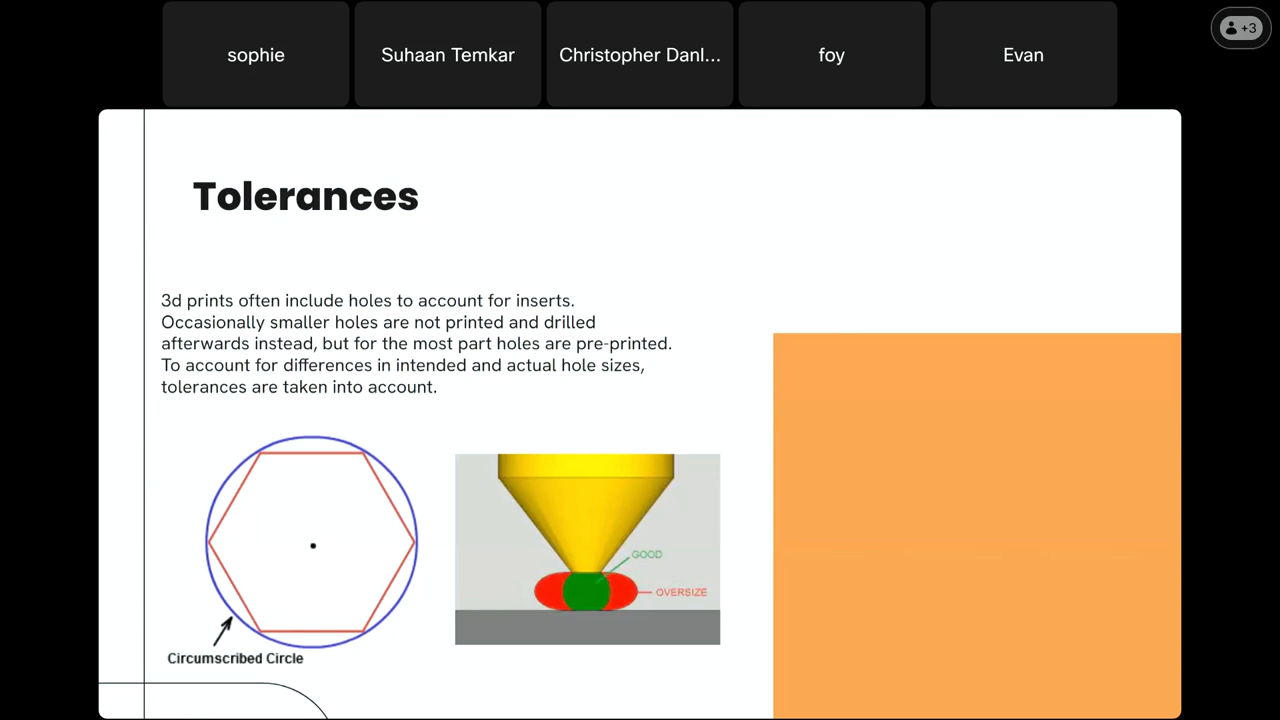 sophie
Suhaan Temkar
Christopher Danl...
foy
Evan
+3
Tolerances
3d prints often include holes to account for inserts.
Occasionally smaller holes are not printed and drilled
afterwards instead, but for the most part holes are pre-printed.
To account for differences in intended and actual hole sizes,
tolerances are taken into account.
GOOD
OVERSIZE
Circumscribed Circle